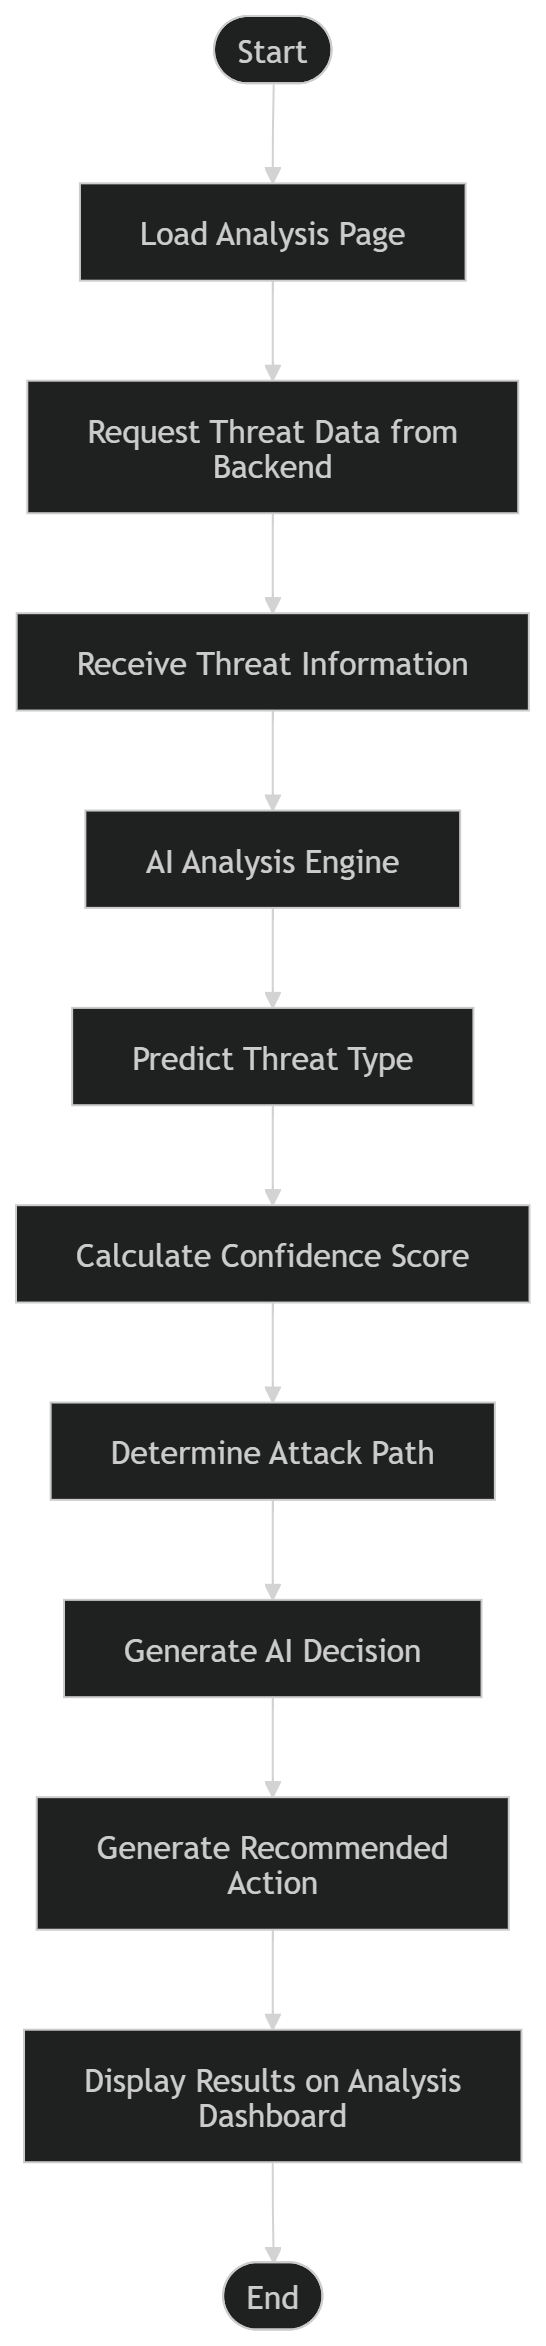 Start
Load Analysis Page
Request Threat Data from
Backend
Receive Threat Information
AI Analysis Engine
Predict Threat Type
Calculate Confidence Score
Determine Attack Path
Generate AI Decision
Generate Recommended
Action
Display Results on Analysis
Dashboard
End